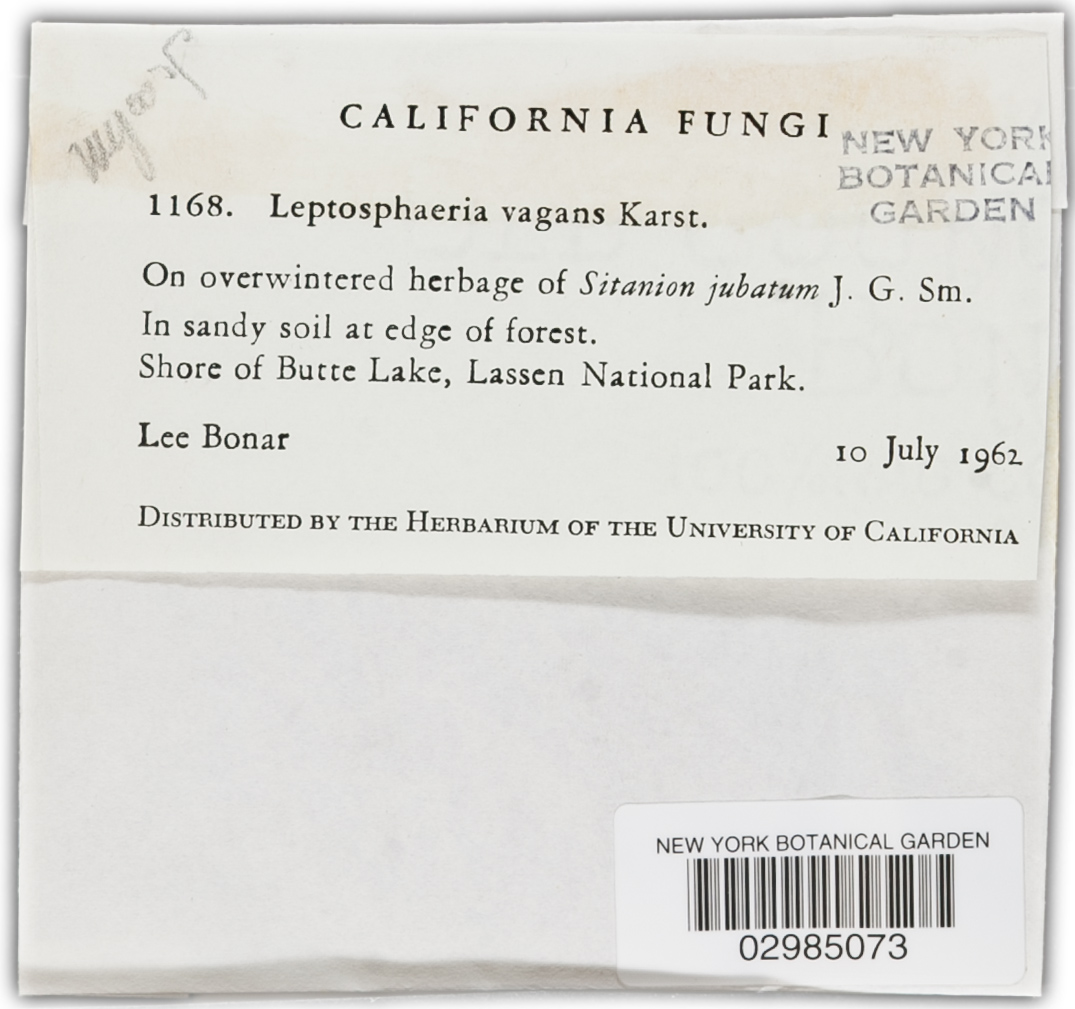 CALIFORNIA FUNGI
NEW YORK
BOTANICAL
GARDEN
1168. Leptosphaeria vagans Karst.
On overwintered herbage of Sitanion jubatum J. G. Sm.
In sandy soil at edge of forest.
Shore of Butte Lake, Lassen National Park.
Lee Bonar 10 July 1962
DISTRIBUTED BY THE HERBARIUM OF THE UNIVERSITY OF CALIFORNIA
NEW YORK BOTANICAL GARDEN
02985073